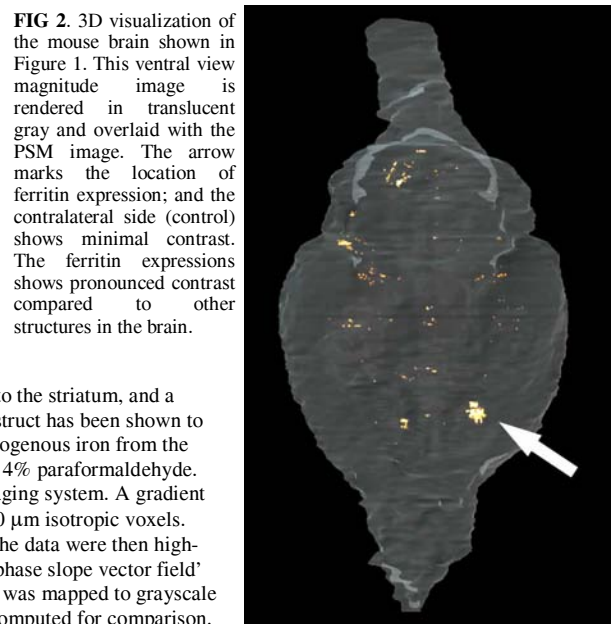 FIG 2. 3D visualization of
the mouse brain shown in
Figure 1. This ventral view
magnitude image is
rendered in translucent
gray and overlaid with the
PSM image. The arrow
marks the location of
ferritin expression; and the
contralateral side (control)
shows minimal contrast.
The ferritin expressions
shows pronounced contrast
compared to other
structures in the brain.
to the striatum, and a
struct has been shown to
ogenous iron from the
4% paraformaldehyde.
ging system. A gradient
0 μm isotropic voxels.
he data were then high-
phase slope vector field’
was mapped to grayscale
omputed for comparison.